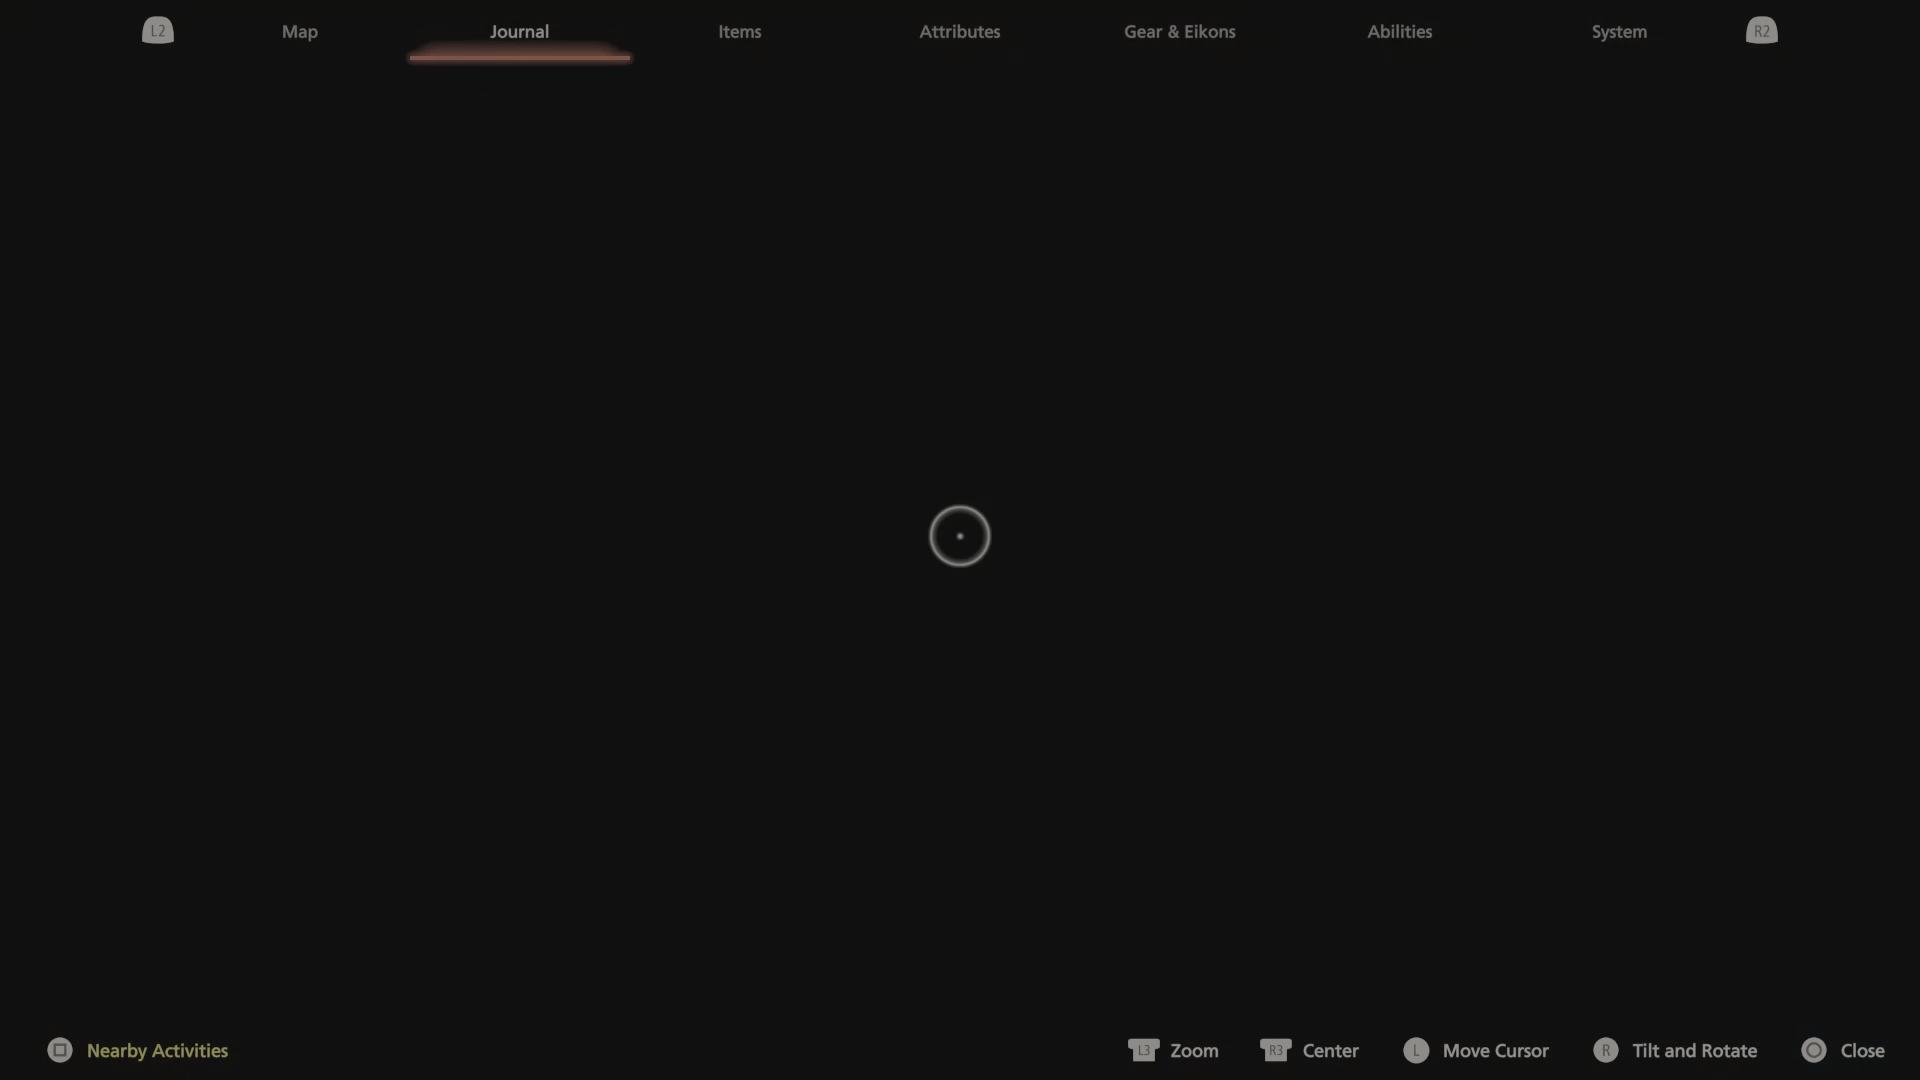 L2 Map Journal Items Attributes Gear & Eikons Abilities System R2
Nearby Activities L3 Zoom R3 Center L Move Cursor R Tilt and Rotate Close